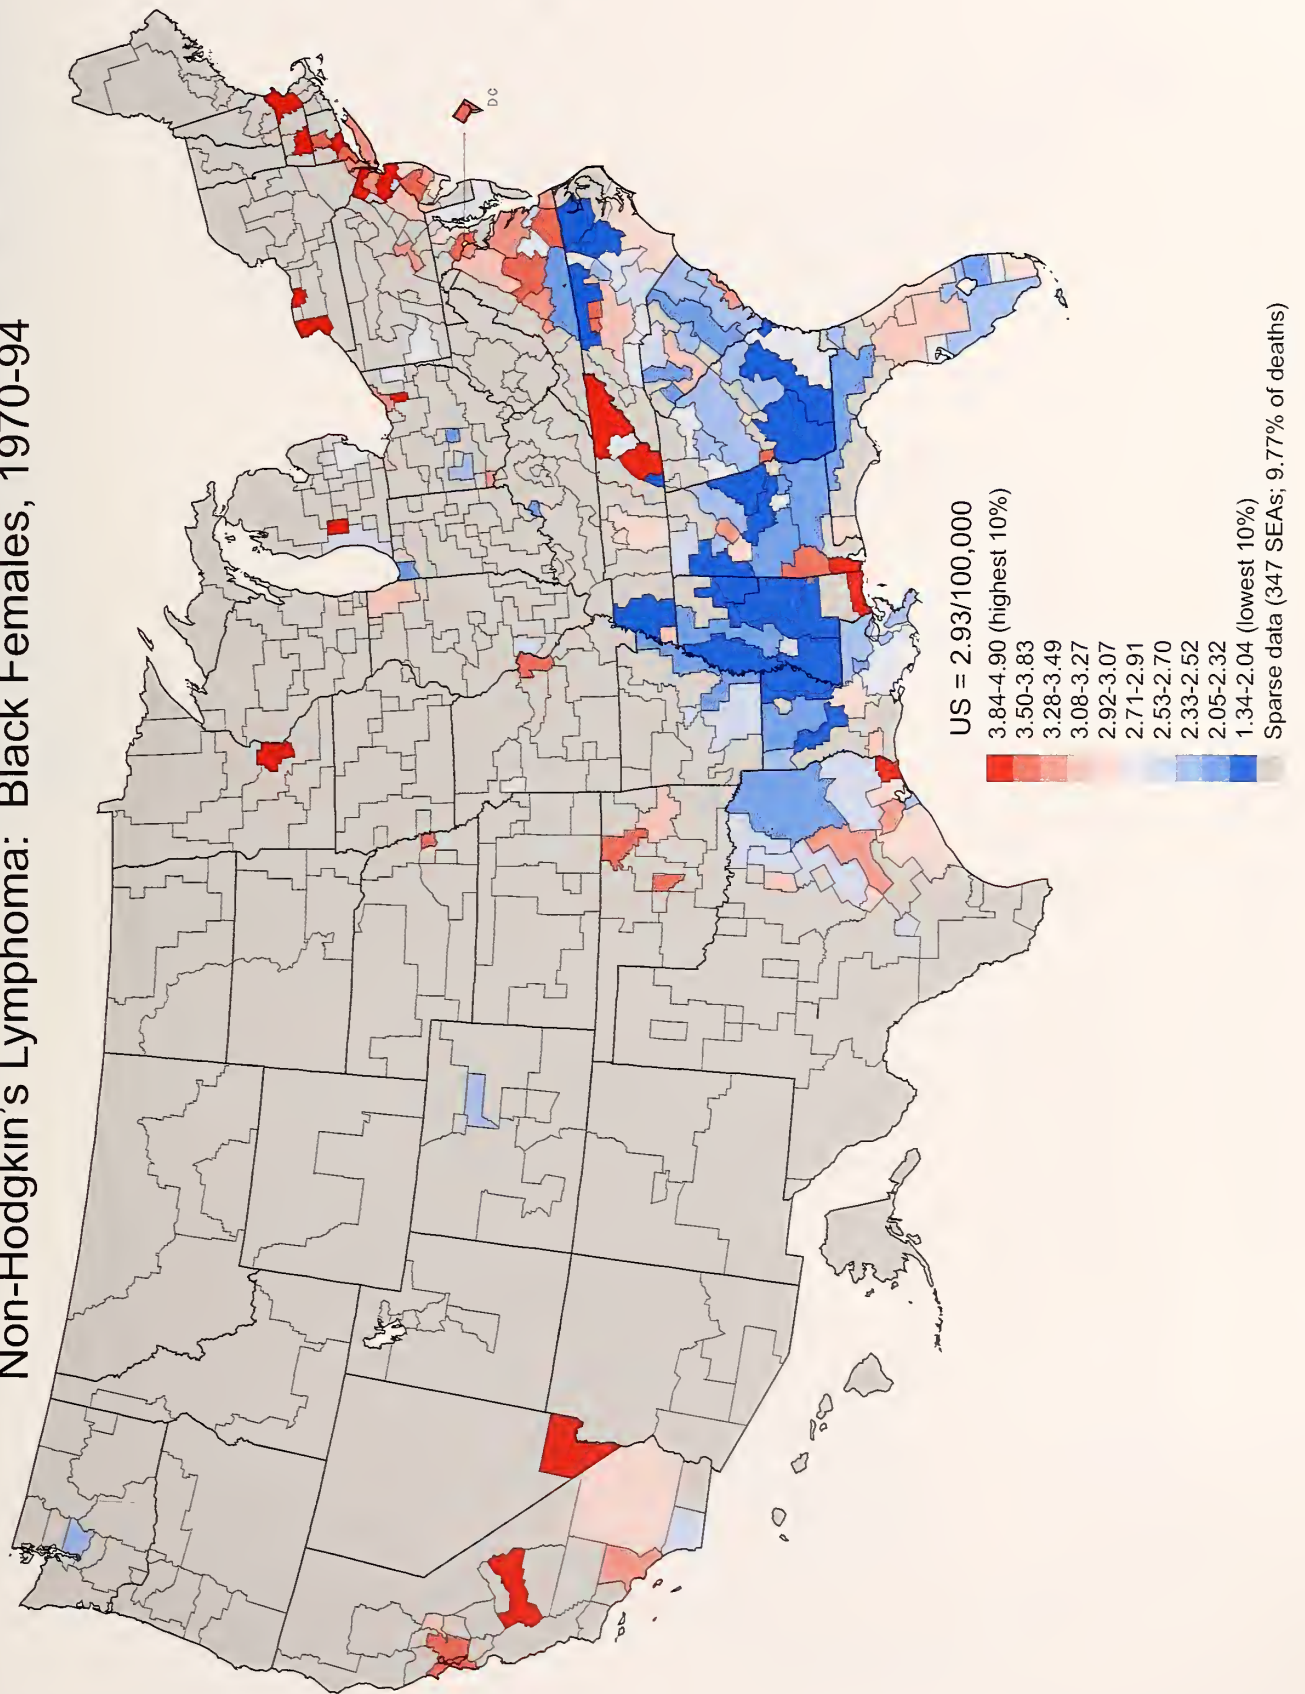 Non-Hodgkin's Lymphoma: Black Females, 1970-94
DC
US = 2.93/100,000
3.84-4.90 (highest 10%)
3.50-3.83
3.28-3.49
3.08-3.27
2.92-3.07
2.71-2.91
2.53-2.70
2.33-2.52
2.05-2.32
1.34-2.04 (lowest 10%)
Sparse data (347 SEAs; 9.77% of deaths)